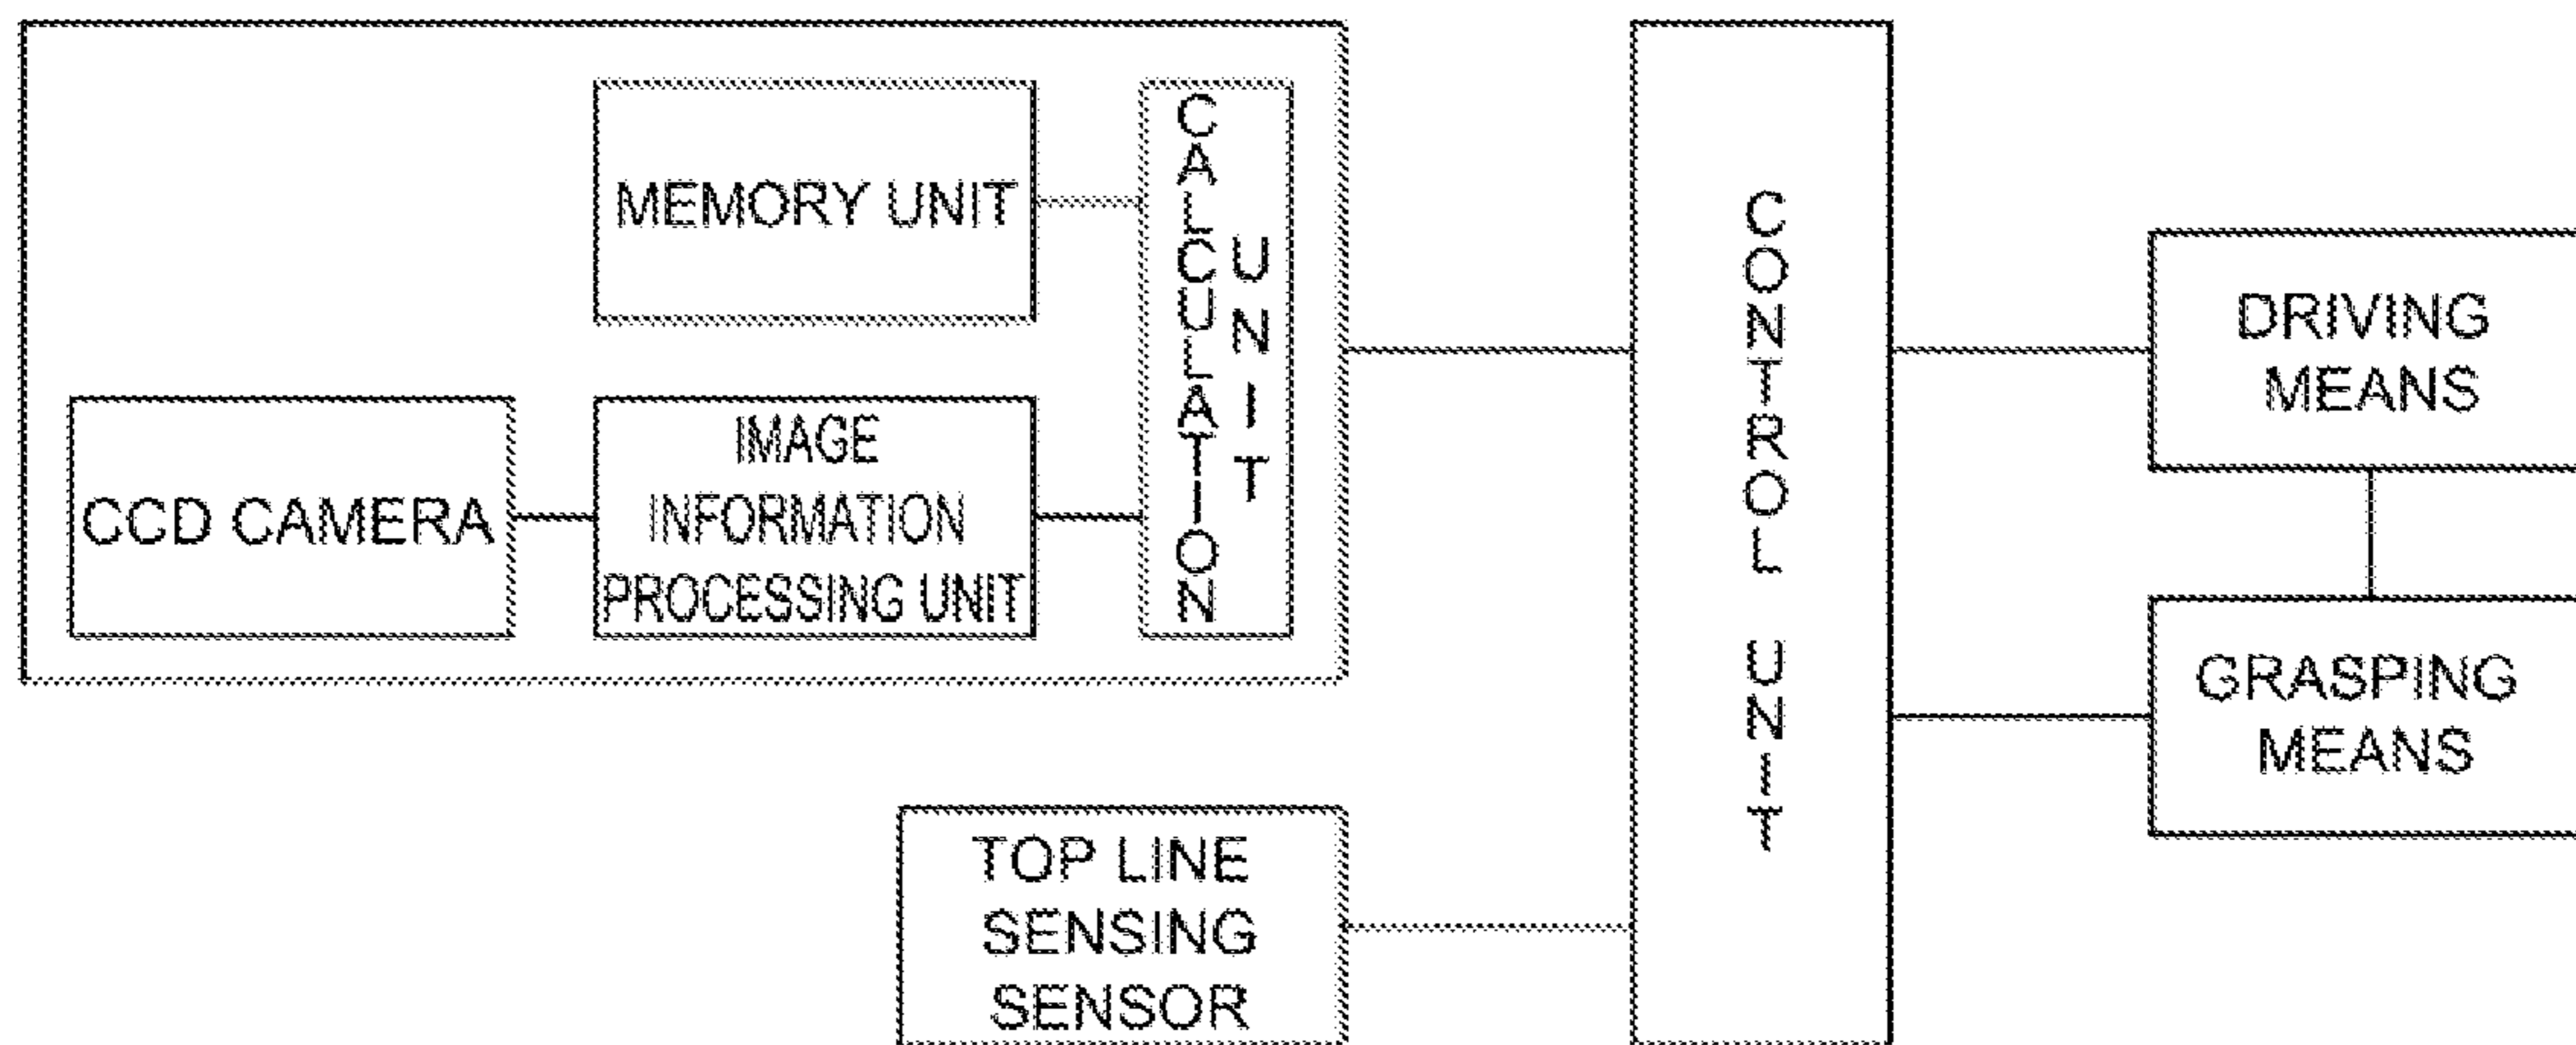 MEMORY UNIT
CCD CAMERA
IMAGE
INFORMATION
PROCESSING UNIT
CALCULATION
UNIT
CONTROL UNIT
DRIVING
MEANS
GRASPING
MEANS
TOP LINE
SENSING
SENSOR